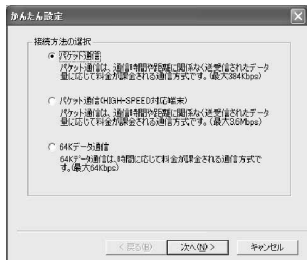 かんたん設定
接続方法の選択
パケット通信
パケット通信は、通信時間や距離に関係なく送受信されたデータ
量に応じて料金が課金される通信方式です。(最大384Kbps)
パケット通信(HIGH-SPEED対応端末)
パケット通信は、通信時間や距離に関係なく送受信されたデータ
量に応じて料金が課金される通信方式です。(最大3.6Mbps)
64Kデータ通信
64Kデータ通信は、時間に応じて料金が課金される通信方式で
す。(最大64Kbps)
< 戻る(B)
次へ(N) >
キャンセル